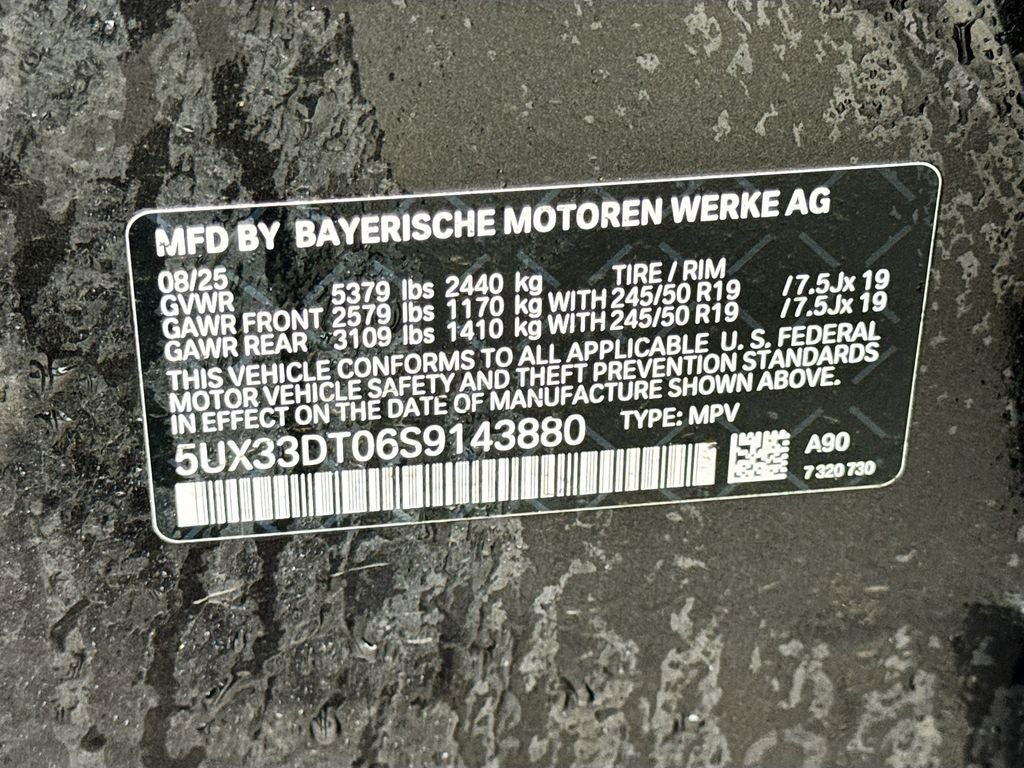 MFD BY BAYERISCHE MOTOREN WERKE AG
08/25 TIRE / RIM
GVWR 5379 lbs 2440 kg
GAWR FRONT 2579 lbs 1170 kg WITH 245/50 R19 /7.5Jx 19
GAWR REAR 3109 lbs 1410 kg WITH 245/50 R19 /7.5Jx 19
THIS VEHICLE CONFORMS TO ALL APPLICABLE U. S. FEDERAL
MOTOR VEHICLE SAFETY AND THEFT PREVENTION STANDARDS
IN EFFECT ON THE DATE OF MANUFACTURE SHOWN ABOVE.
5UX33DT06S9143880 TYPE: MPV
A90
7 320 730